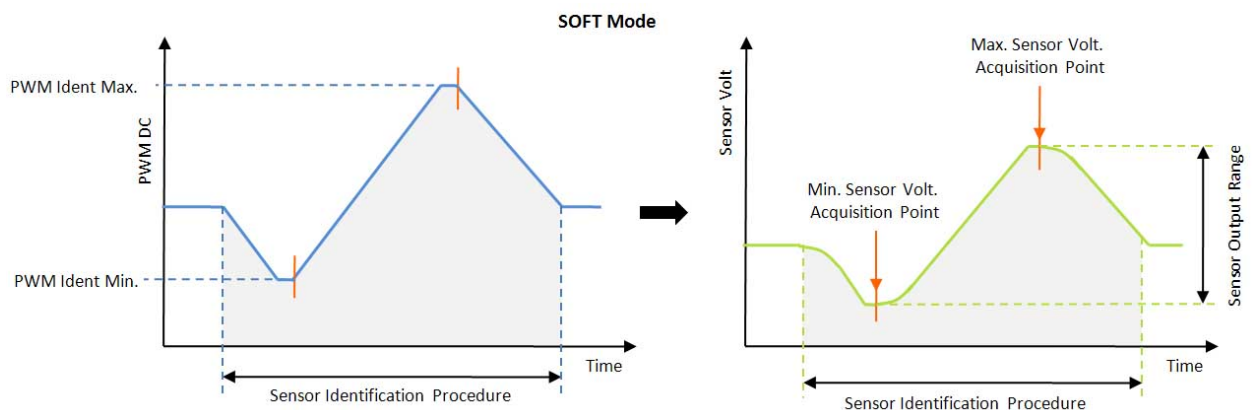 SOFT Mode
PWM Ident Max.
PWM DC
PWM Ident Min.
Time
Sensor Identification Procedure
Max. Sensor Volt.
Acquisition Point
Sensor Volt
Min. Sensor Volt.
Acquisition Point
Sensor Output Range
Time
Sensor Identification Procedure